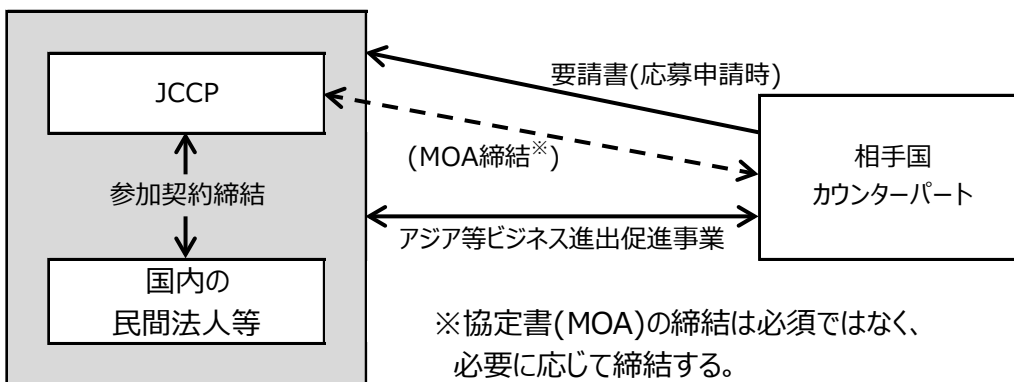 JCCP
参加契約締結
国内の
民間法人等
要請書(応募申請時)
(MOA締結※)
アジア等ビジネス進出促進事業
相手国
カウンターパート
※協定書(MOA)の締結は必須ではなく、
必要に応じて締結する。